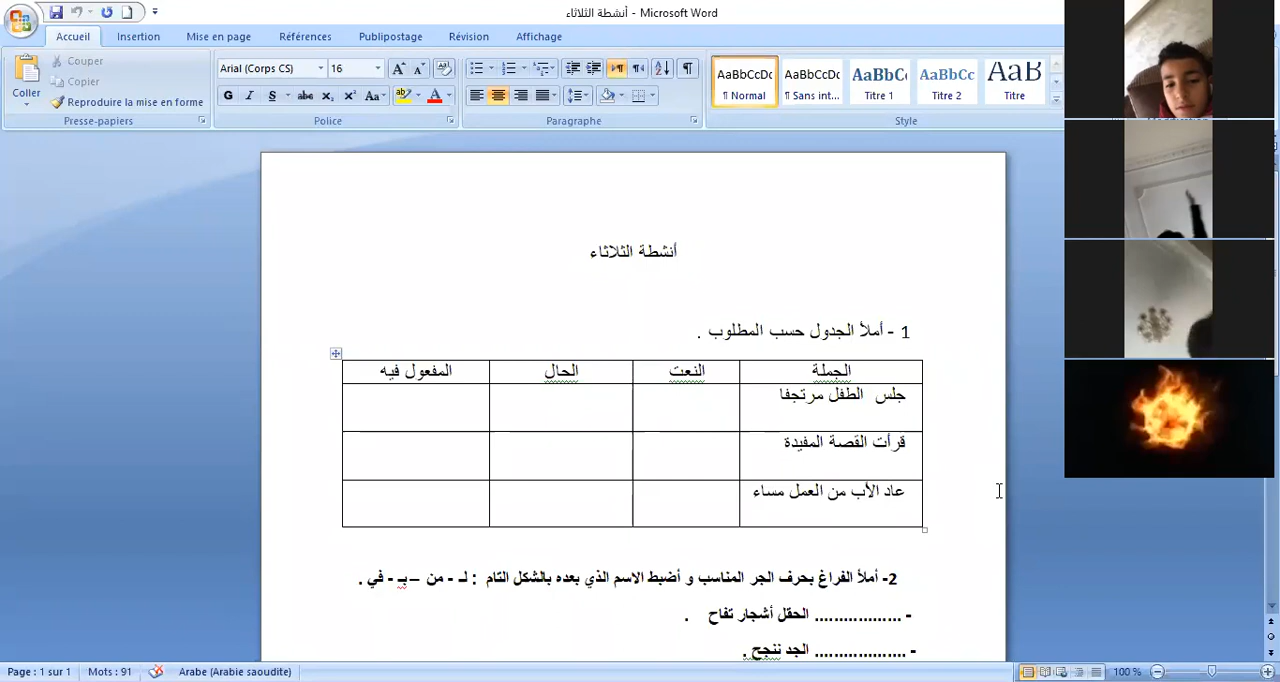 أنشطة الثلاثاء - Microsoft Word
Accueil Insertion Mise en page Références Publipostage Révision Affichage
Coller
Couper
Copier
Reproduire la mise en forme
Presse-papiers
Arial (Corps CS) 16
G I S abc x₂ x² Aa
Police
Paragraphe
AaBbCcDc AaBbCcDc AaBbC AaBbCc AaB
¶ Normal ¶ Sans int... Titre 1 Titre 2 Titre
Style
أنشطة الثلاثاء
1 - أملأ الجدول حسب المطلوب .
الجملة النعت الحال المفعول فيه
جلس الطفل مرتجفا
قرأت القصة المفيدة
عاد الأب من العمل مساء
2- أملأ الفراغ بحرف الجر المناسب و أضبط الاسم الذي بعده بالشكل التام : لـ - من – بـ - في .
- .................. الحقل أشجار تفاح .
- .................. الجد ننجح .
Page : 1 sur 1 Mots : 91 Arabe (Arabie saoudite) 100 %